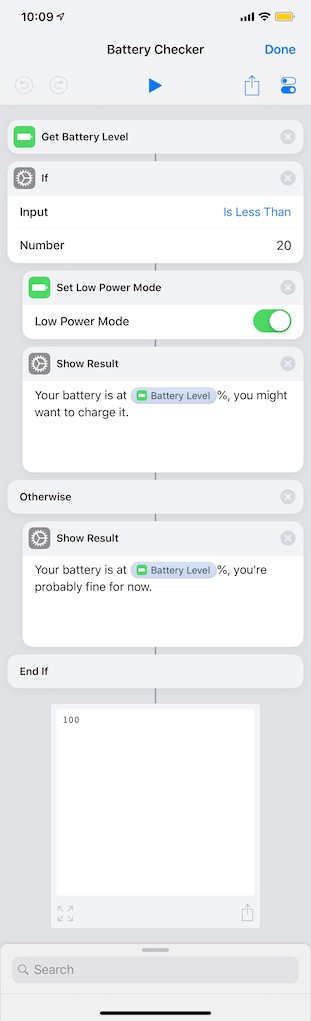 10:09
Battery Checker
Done
Get Battery Level
If
Input Is Less Than
Number 20
Set Low Power Mode
Low Power Mode
Show Result
Your battery is at Battery Level %, you might
want to charge it.
Otherwise
Show Result
Your battery is at Battery Level %, you're
probably fine for now.
End If
100
Search